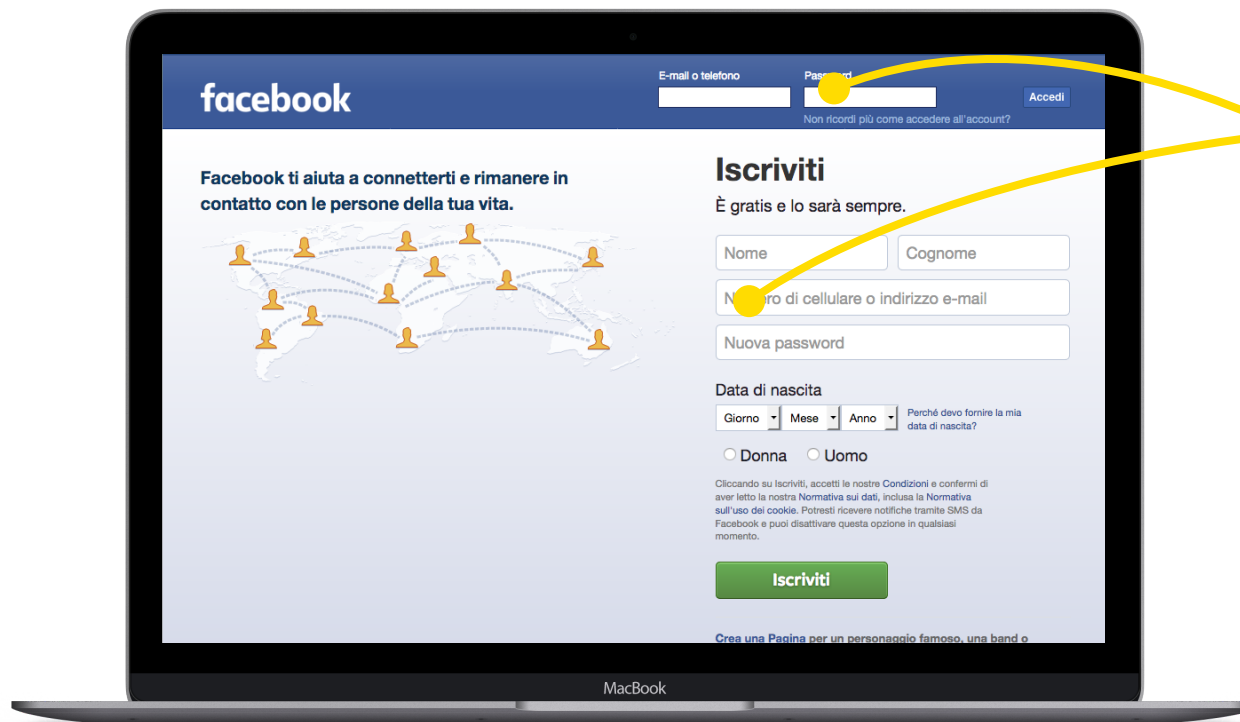 facebook
E-mail o telefono
Password
Accedi
Non ricordi più come accedere all'account?
Facebook ti aiuta a connetterti e rimanere in
contatto con le persone della tua vita.
Iscriviti
È gratis e lo sarà sempre.
Nome
Cognome
Numero di cellulare o indirizzo e-mail
Nuova password
Data di nascita
Giorno Mese Anno
Perché devo fornire la mia
data di nascita?
Donna Uomo
Cliccando su Iscriviti, accetti le nostre Condizioni e confermi di
aver letto la nostra Normativa sui dati, inclusa la Normativa
sull'uso dei cookie. Potresti ricevere notifiche tramite SMS da
Facebook e puoi disattivare questa opzione in qualsiasi
momento.
Iscriviti
Crea una Pagina per un personaggio famoso, una band o
MacBook